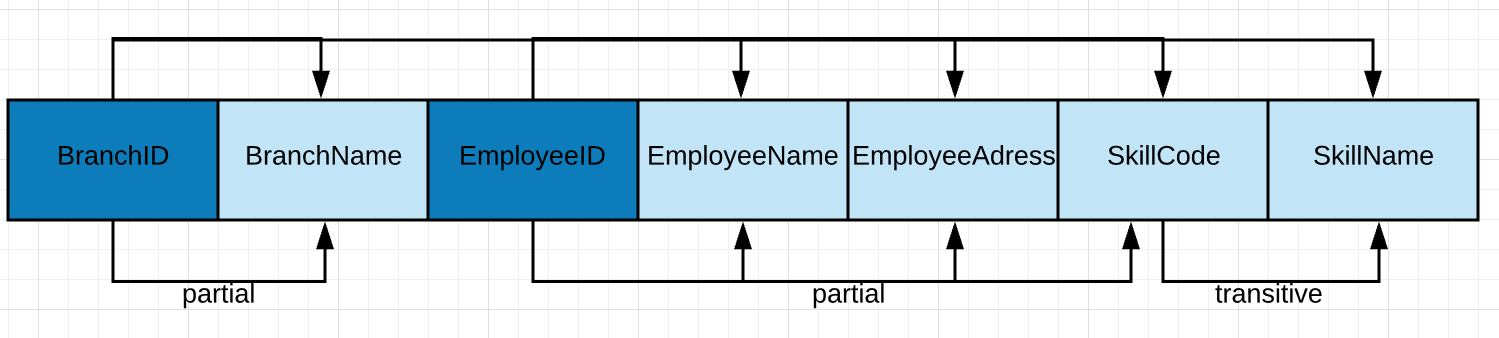 BranchID
BranchName
EmployeeID
EmployeeName
EmployeeAdress
SkillCode
SkillName
partial
partial
transitive